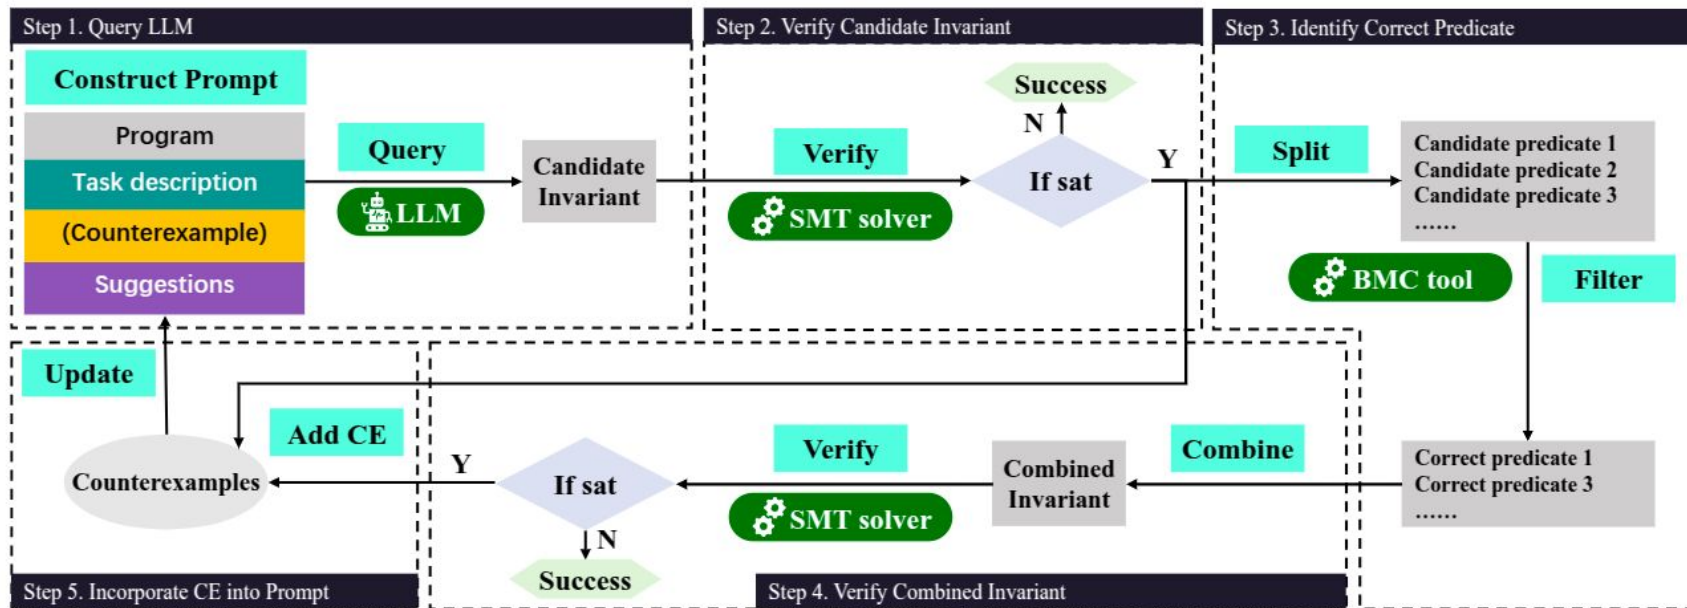 Step 1. Query LLM
Construct Prompt
Program
Task description
(Counterexample)
Suggestions
Query
LLM
Candidate
Invariant
Step 2. Verify Candidate Invariant
Success
N
Verify
SMT solver
If sat
Y
Step 3. Identify Correct Predicate
Split
Candidate predicate 1
Candidate predicate 2
Candidate predicate 3
......
BMC tool
Filter
Correct predicate 1
Correct predicate 3
......
Combine
Combined
Invariant
Verify
SMT solver
If sat
Y
N
Success
Step 4. Verify Combined Invariant
Add CE
Counterexamples
Update
Step 5. Incorporate CE into Prompt